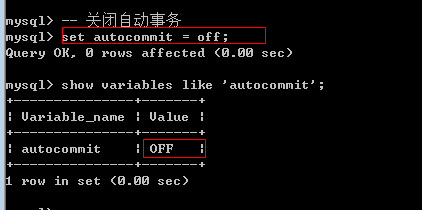 mysql> -- 关闭自动事务
mysql> set autocommit = off;
Query OK, 0 rows affected (0.00 sec)
mysql> show variables like 'autocommit';
+---------------+-------+
| Variable_name | Value |
+---------------+-------+
| autocommit    | OFF   |
+---------------+-------+
1 row in set (0.00 sec)